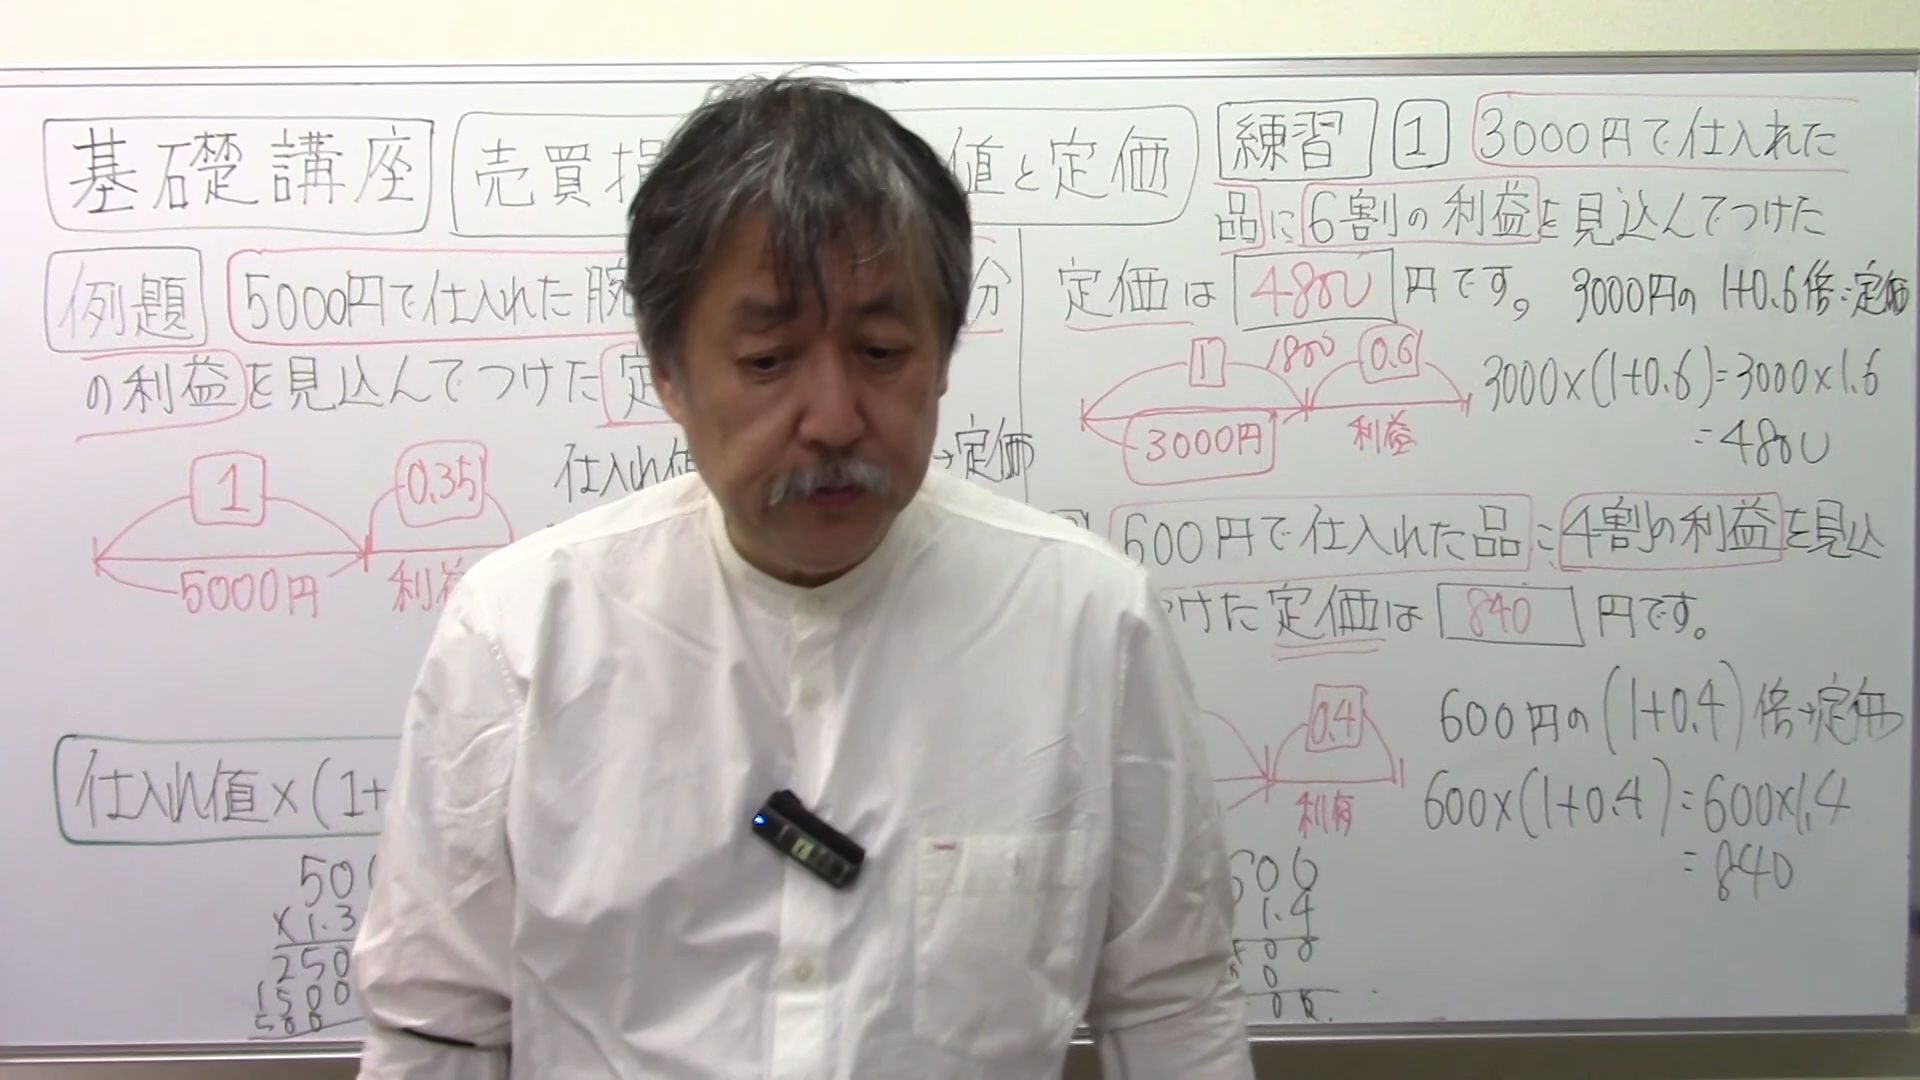 基礎講座
売買損
値と定価
例題
5000円で仕入れた腕
分
の利益を見込んでつけた定
1
0.35
5000円
利益
仕入れ値
→定価
仕入れ値×(1+
500
×1.3
250
1500
500
練習 1 3000円で仕入れた
品に6割の利益を見込んでつけた
定価は 4800 円です。
3000円の 1+0.6倍→定価
1
1800
0.6
3000円
利益
3000×(1+0.6)=3000×1.6
=4800
600円で仕入れた品に4割の利益を見込
つけた定価は 840 円です。
0.4
利益
600円の(1+0.4)倍→定価
600×(1+0.4)=600×1.4
=840
600
1.4